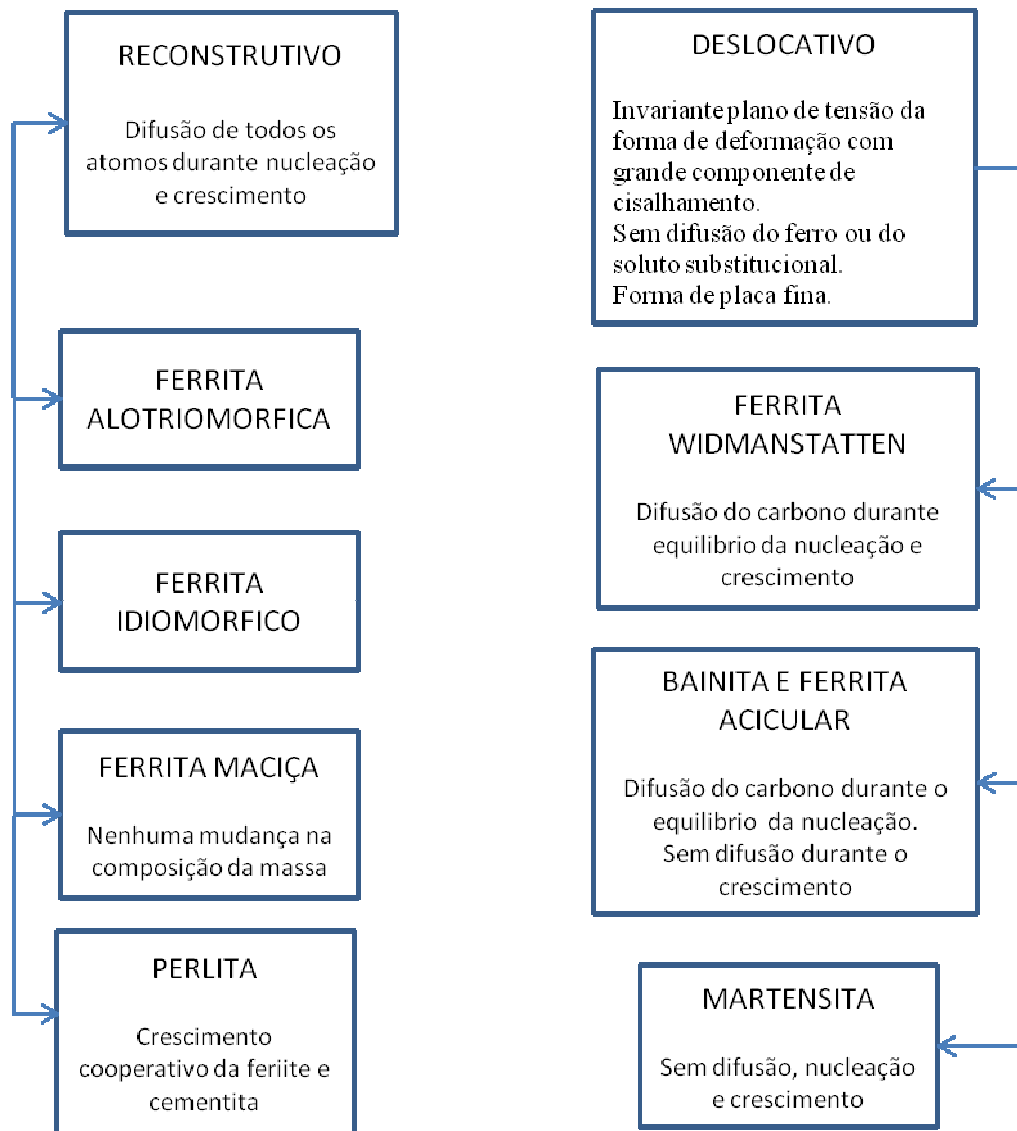 RECONSTRUTIVO
Difusão de todos os
atomos durante nucleação
e crescimento
FERRITA
ALOTRIOMORFICA
FERRITA
IDIOMORFICO
FERRITA MACIÇA
Nenhuma mudança na
composição da massa
PERLITA
Crescimento
cooperativo da feriite e
cementita
DESLOCATIVO
Invariante plano de tensão da
forma de deformação com
grande componente de
cisalhamento.
Sem difusão do ferro ou do
soluto substitucional.
Forma de placa fina.
FERRITA
WIDMANSTATTEN
Difusão do carbono durante
equilibrio da nucleação e
crescimento
BAINITA E FERRITA
ACICULAR
Difusão do carbono durante o
equilibrio da nucleação.
Sem difusão durante o
crescimento
MARTENSITA
Sem difusão, nucleação
e crescimento